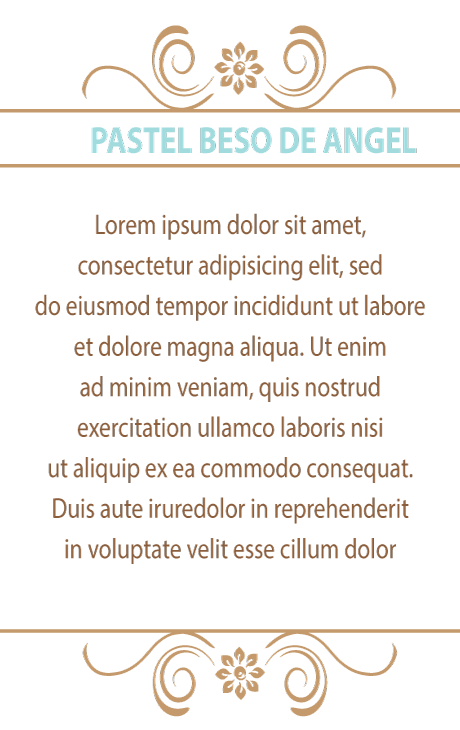 PASTEL BESO DE ANGEL
Lorem ipsum dolor sit amet,
consectetur adipisicing elit, sed
do eiusmod tempor incididunt ut labore
et dolore magna aliqua. Ut enim
ad minim veniam, quis nostrud
exercitation ullamco laboris nisi
ut aliquip ex ea commodo consequat.
Duis aute iruredolor in reprehenderit
in voluptate velit esse cillum dolor